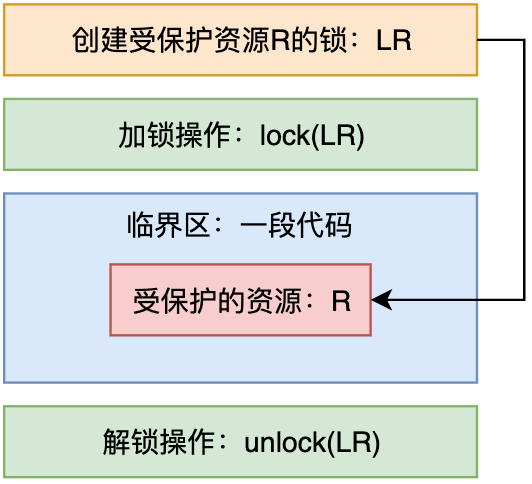 创建受保护资源R的锁：LR
加锁操作：lock(LR)
临界区：一段代码
受保护的资源：R
解锁操作：unlock(LR)